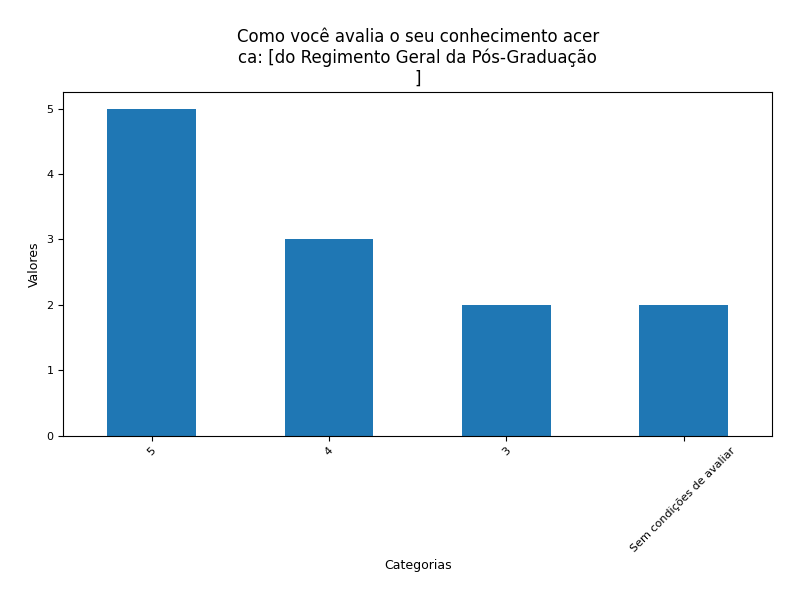 Como você avalia o seu conhecimento acer
ca: [do Regimento Geral da Pós-Graduação
]
5
4
3
2
1
0
Valores
5
4
3
Sem condições de avaliar
Categorias